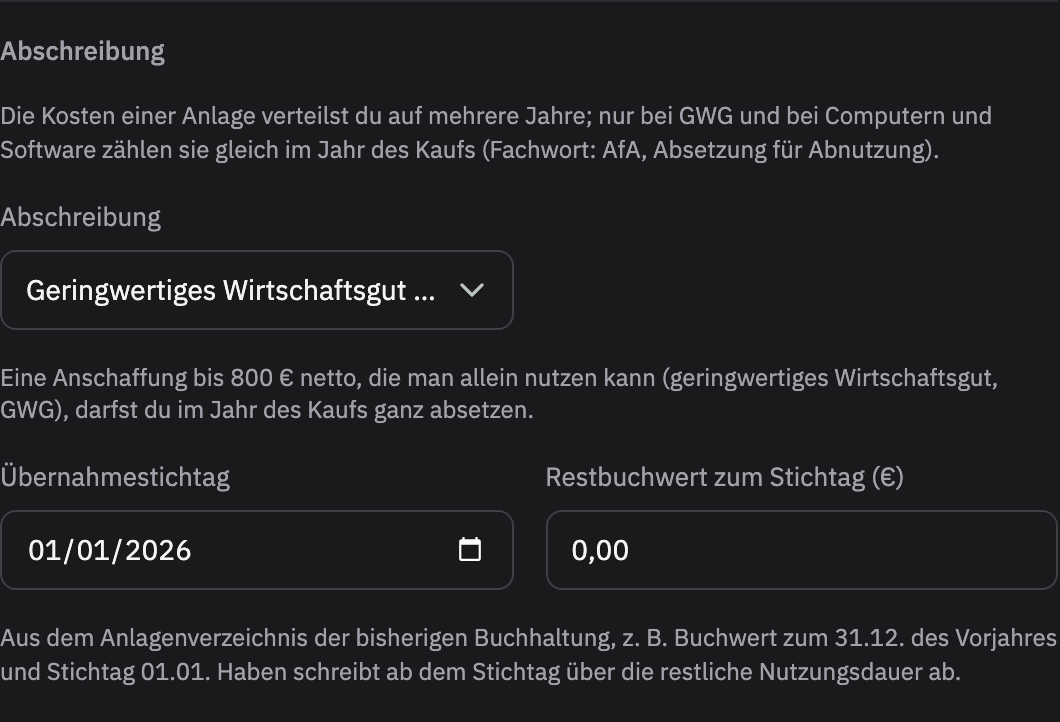 Abschreibung
Die Kosten einer Anlage verteilst du auf mehrere Jahre; nur bei GWG und bei Computern und
Software zählen sie gleich im Jahr des Kaufs (Fachwort: AfA, Absetzung für Abnutzung).
Abschreibung
Geringwertiges Wirtschaftsgut ...
Eine Anschaffung bis 800 € netto, die man allein nutzen kann (geringwertiges Wirtschaftsgut,
GWG), darfst du im Jahr des Kaufs ganz absetzen.
Übernahmestichtag
Restbuchwert zum Stichtag (€)
01/01/2026
0,00
Aus dem Anlagenverzeichnis der bisherigen Buchhaltung, z. B. Buchwert zum 31.12. des Vorjahres
und Stichtag 01.01. Haben schreibt ab dem Stichtag über die restliche Nutzungsdauer ab.